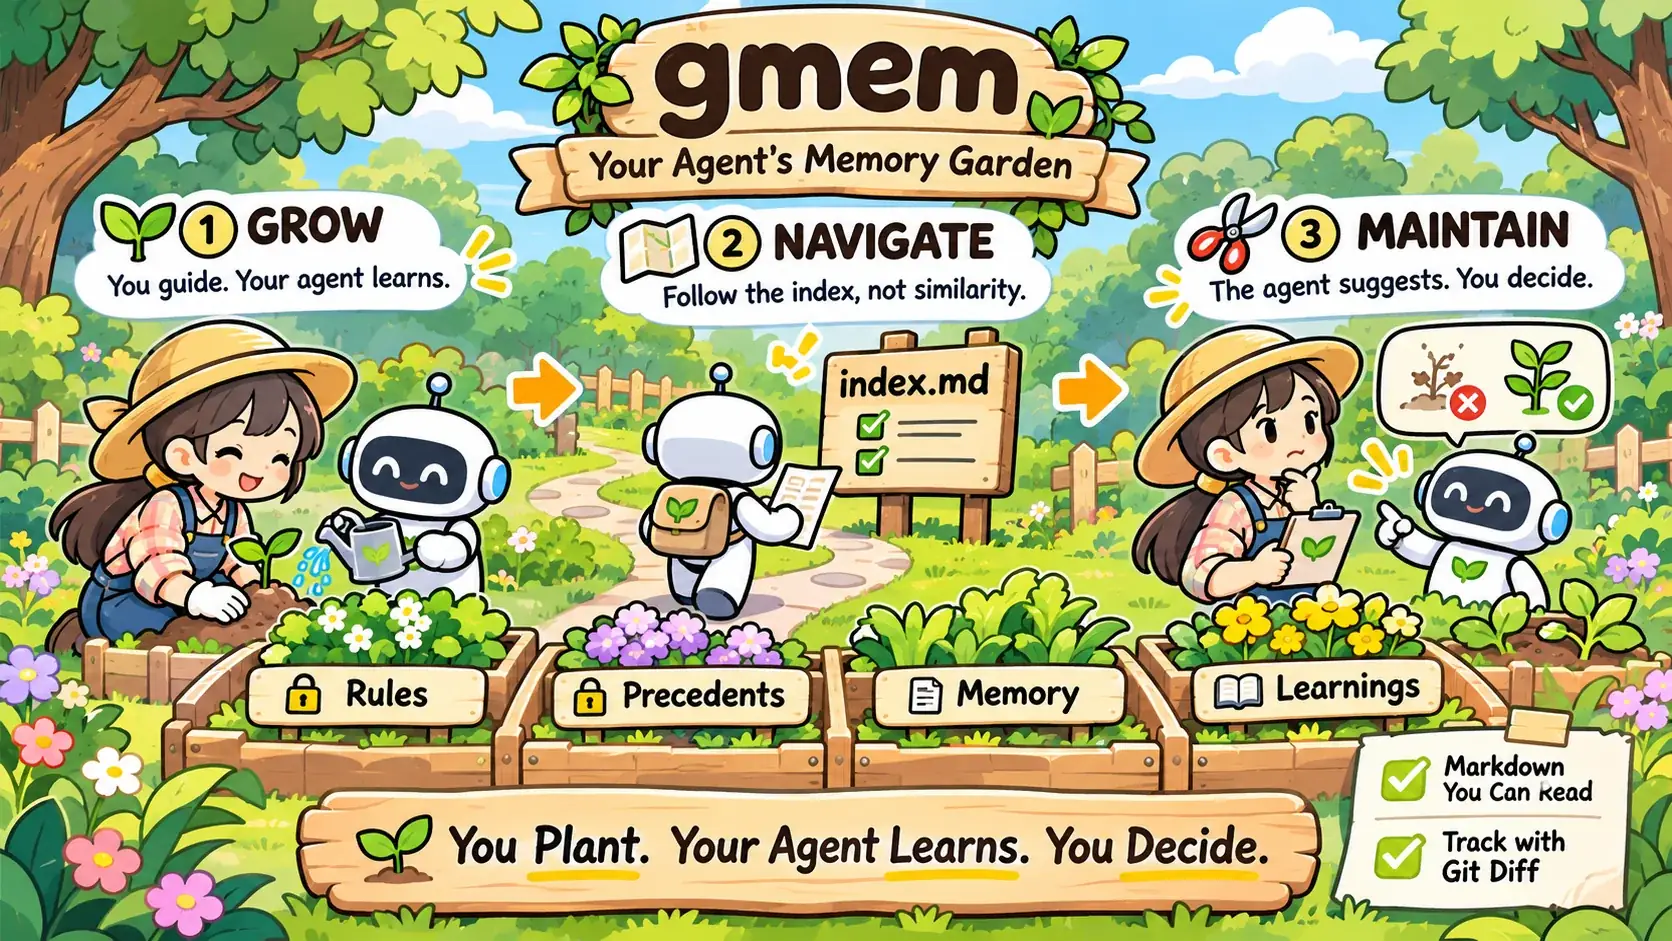 gmem
Your Agent's Memory Garden
1 GROW
You guide. Your agent learns.
2 NAVIGATE
Follow the index, not similarity.
3 MAINTAIN
The agent suggests. You decide.
index.md
Rules
Precedents
Memory
Learnings
You Plant. Your Agent Learns. You Decide.
Markdown
You Can Read
Track with
Git Diff